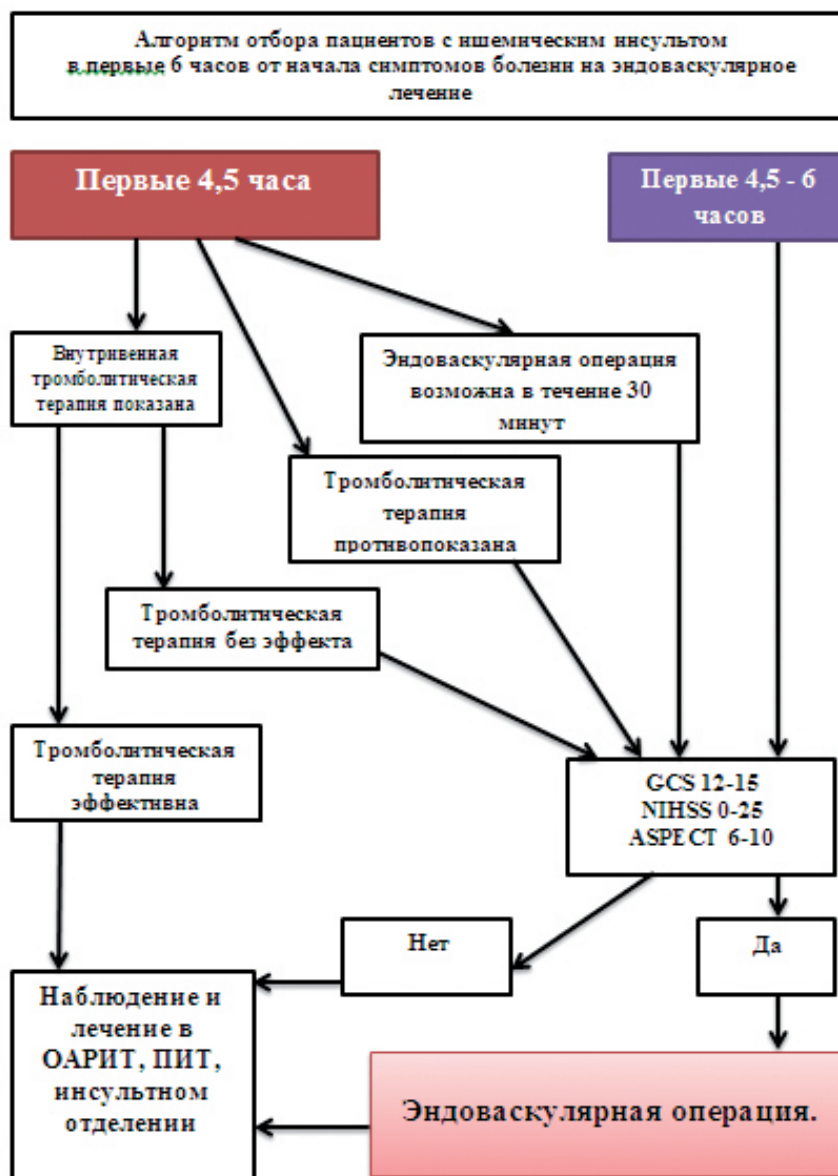 Алгоритм отбора пациентов с ишемическим инсультом
в первые 6 часов от начала симптомов болезни на эндоваскулярное
лечение
Первые 4,5 часа
Первые 4,5 - 6
часов
Внутривенная
тромболитическая
терапия показана
Эндоваскулярная операция
возможна в течение 30
минут
Тромболитическая
терапия
противопоказана
Тромболитическая
терапия без эффекта
Тромболитическая
терапия
эффективна
GCS 12-15
NIHSS 0-25
ASPECT 6-10
Нет
Да
Наблюдение и
лечение в
ОАРИТ, ПИТ,
инсультном
отделении
Эндоваскулярная операция.